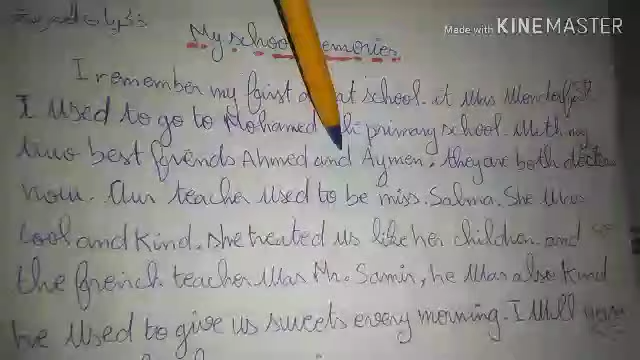 ذكريات المدرسة
Made with KINEMASTER
My school memories
I remember my first at school. it was wonderful.
I used to go to Mohamed primary school. With my
two best friends Ahmed and Aymen. they are both doctors
now. Our teacher used to be miss. Salma. She was
cool and kind. she treated us like her children. and
the french teacher was Mr. Samir, he was also kind
he used to give us sweets every morning. I will never